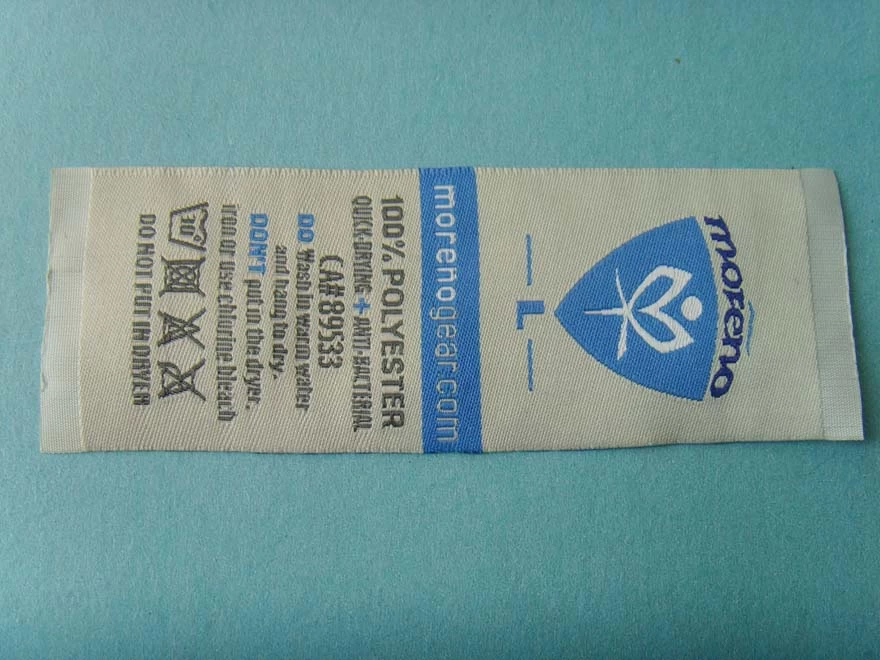 moreno
L
morenogear.com
100% POLYESTER
QUICK-DRYING + ANTI-BACTERIAL
CA# 89533
DO Wash in warm water
and hang to dry.
DON'T put in the dryer,
iron or use chlorine bleach
30°
DO NOT PUT IN DRYER